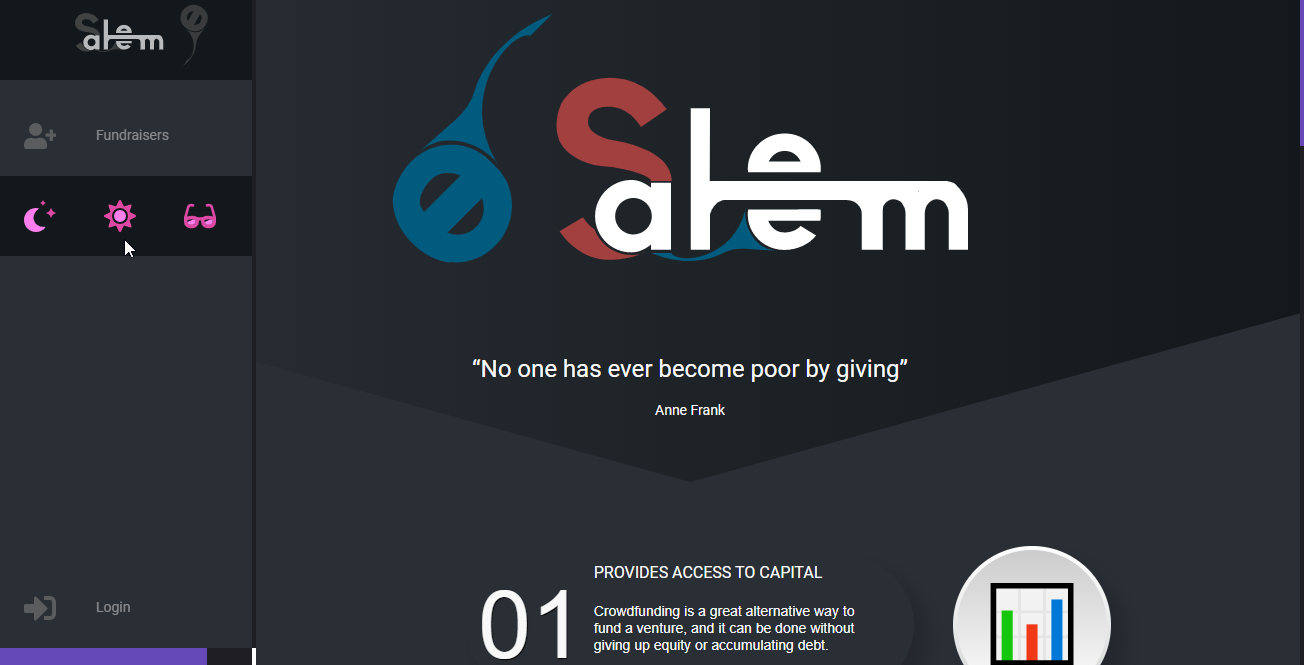 Salem
Fundraisers
Login
Salem
“No one has ever become poor by giving”
Anne Frank
01
PROVIDES ACCESS TO CAPITAL
Crowdfunding is a great alternative way to
fund a venture, and it can be done without
giving up equity or accumulating debt.